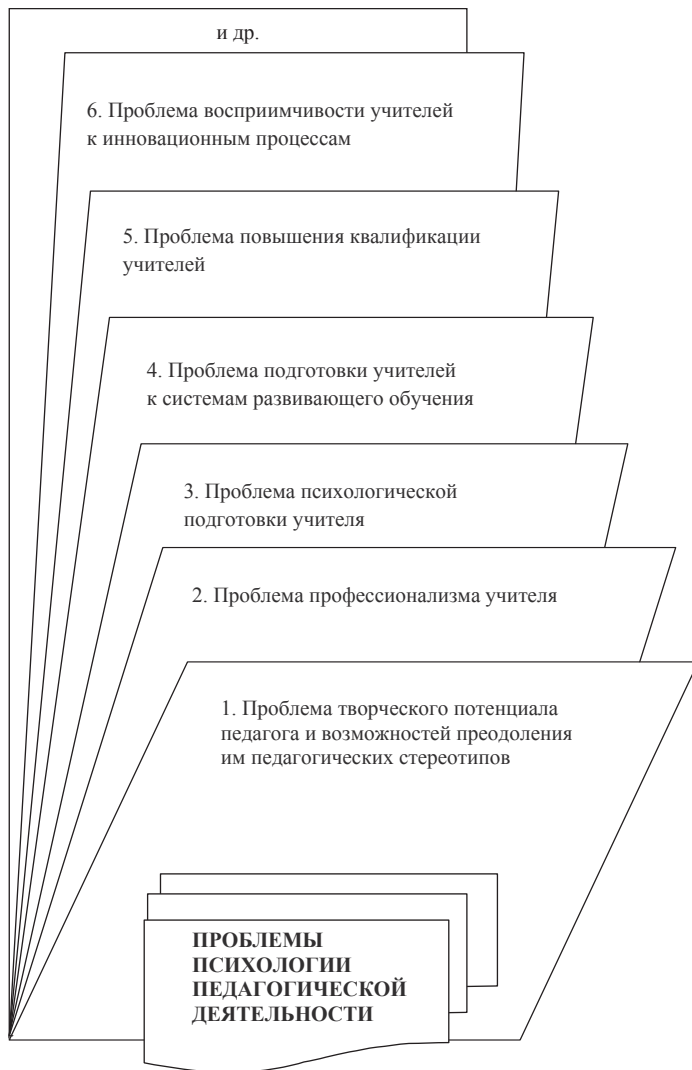 и др.
6. Проблема восприимчивости учителей
к инновационным процессам
5. Проблема повышения квалификации
учителей
4. Проблема подготовки учителей
к системам развивающего обучения
3. Проблема психологической
подготовки учителя
2. Проблема профессионализма учителя
1. Проблема творческого потенциала
педагога и возможностей преодоления
им педагогических стереотипов
ПРОБЛЕМЫ
ПСИХОЛОГИИ
ПЕДАГОГИЧЕСКОЙ
ДЕЯТЕЛЬНОСТИ